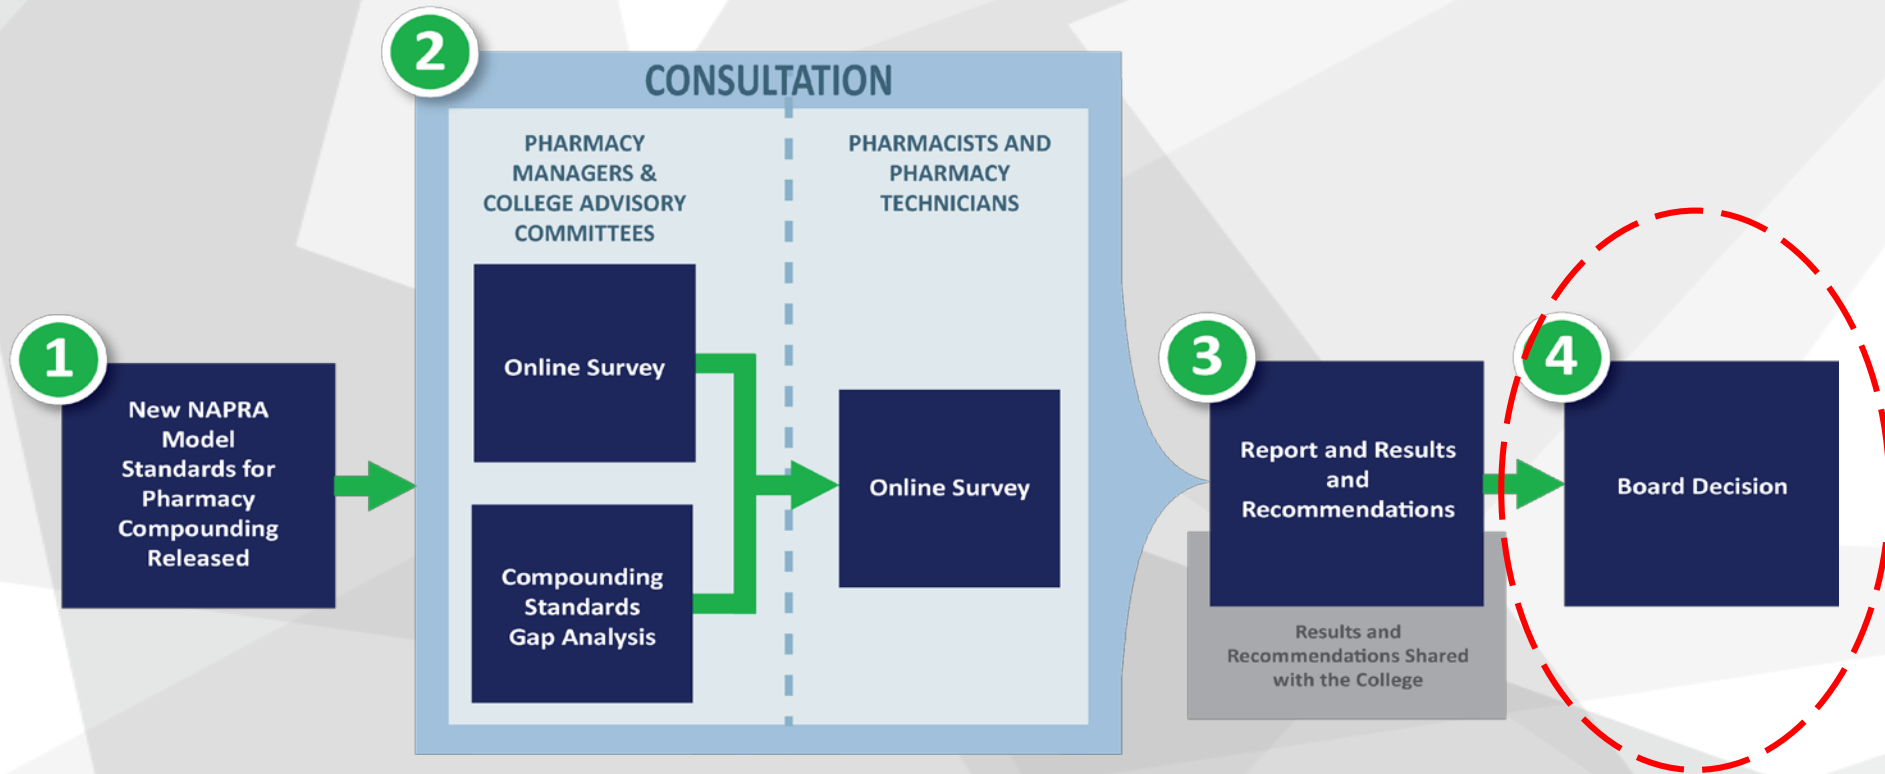 1
New NAPRA
Model
Standards for
Pharmacy
Compounding
Released
2
CONSULTATION
PHARMACY
MANAGERS &
COLLEGE ADVISORY
COMMITTEES
Online Survey
Compounding
Standards
Gap Analysis
PHARMACISTS AND
PHARMACY
TECHNICIANS
Online Survey
3
Report and Results
and
Recommendations
Results and
Recommendations Shared
with the College
4
Board Decision